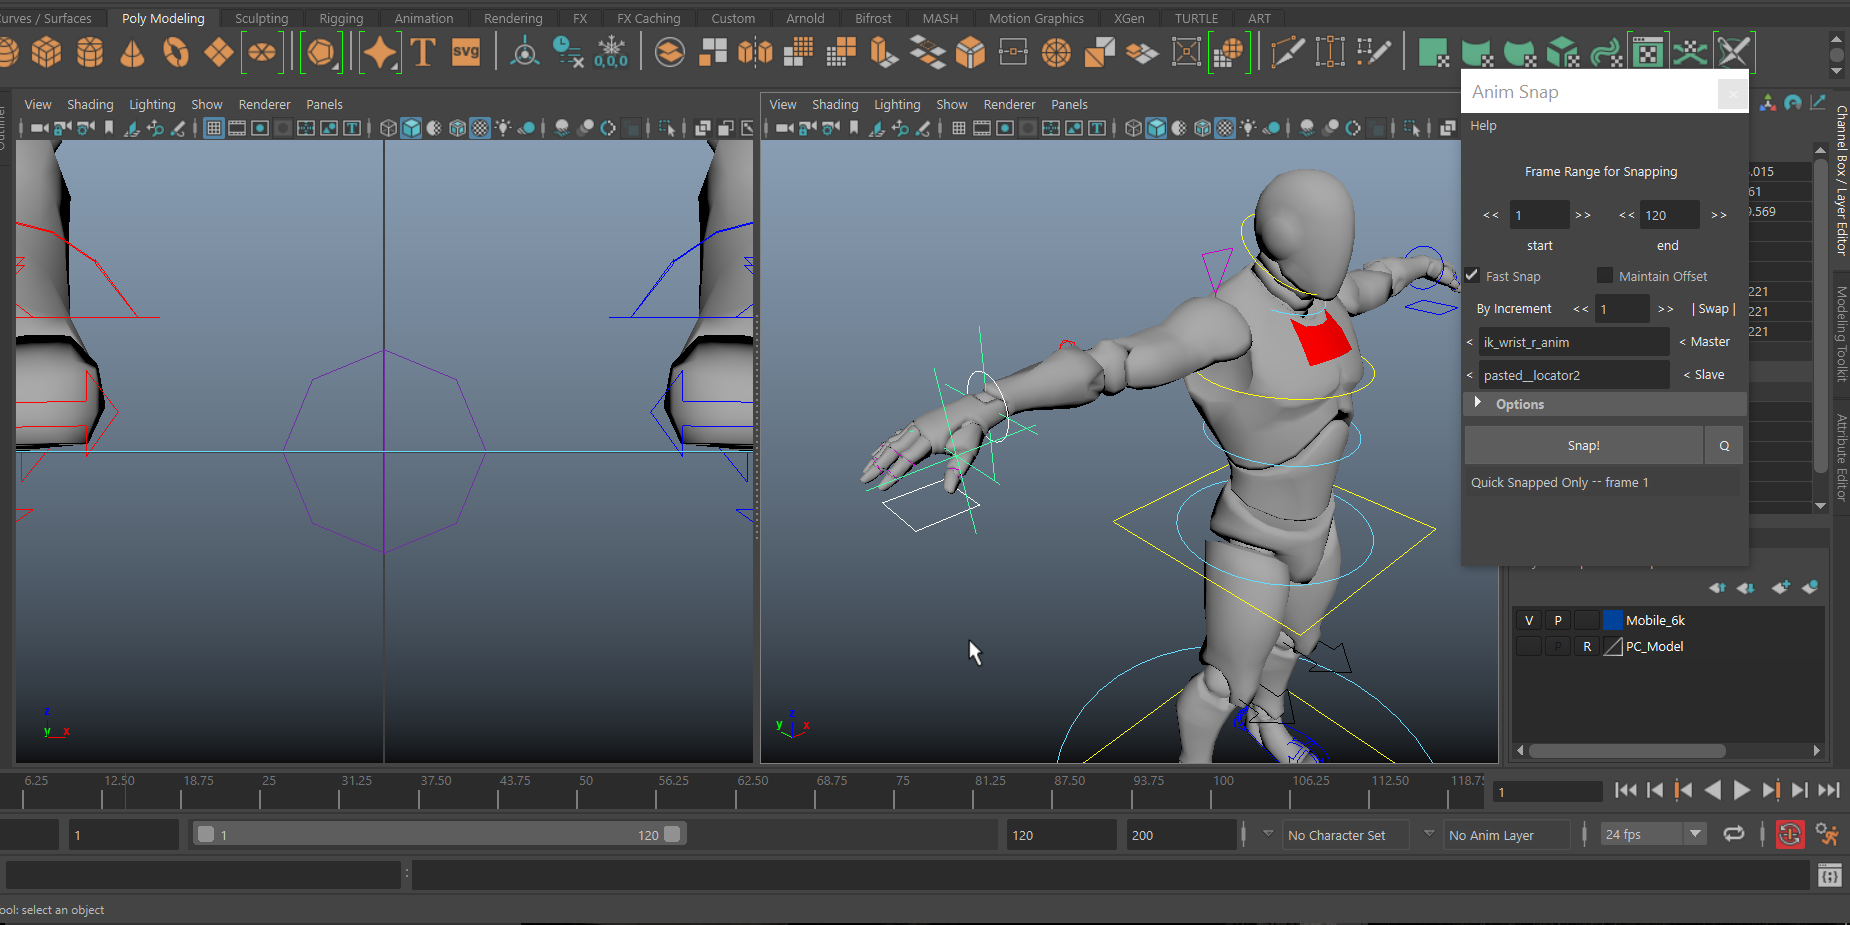 urves / Surfaces Poly Modeling Sculpting Rigging Animation Rendering FX FX Caching Custom Arnold Bifrost MASH Motion Graphics XGen TURTLE ART
T svg 0,0,0
View Shading Lighting Show Renderer Panels
View Shading Lighting Show Renderer Panels
Anim Snap
Help
Frame Range for Snapping
<< 1 >> << 120 >>
start end
Fast Snap Maintain Offset
By Increment << 1 >> | Swap |
< ik_wrist_r_anim < Master
< pasted__locator2 < Slave
Options
Snap! Q
Quick Snapped Only -- frame 1
.015
61
9.569
221
221
221
Channel Box / Layer Editor
Modeling Toolkit
Attribute Editor
V P Mobile_6k
P R PC_Model
z
y x
z
y x
6.25 12.50 18.75 25 31.25 37.50 43.75 50 56.25 62.50 68.75 75 81.25 87.50 93.75 100 106.25 112.50 118.75
1
1 1 120 120 200 No Character Set No Anim Layer 24 fps
:
ool: select an object